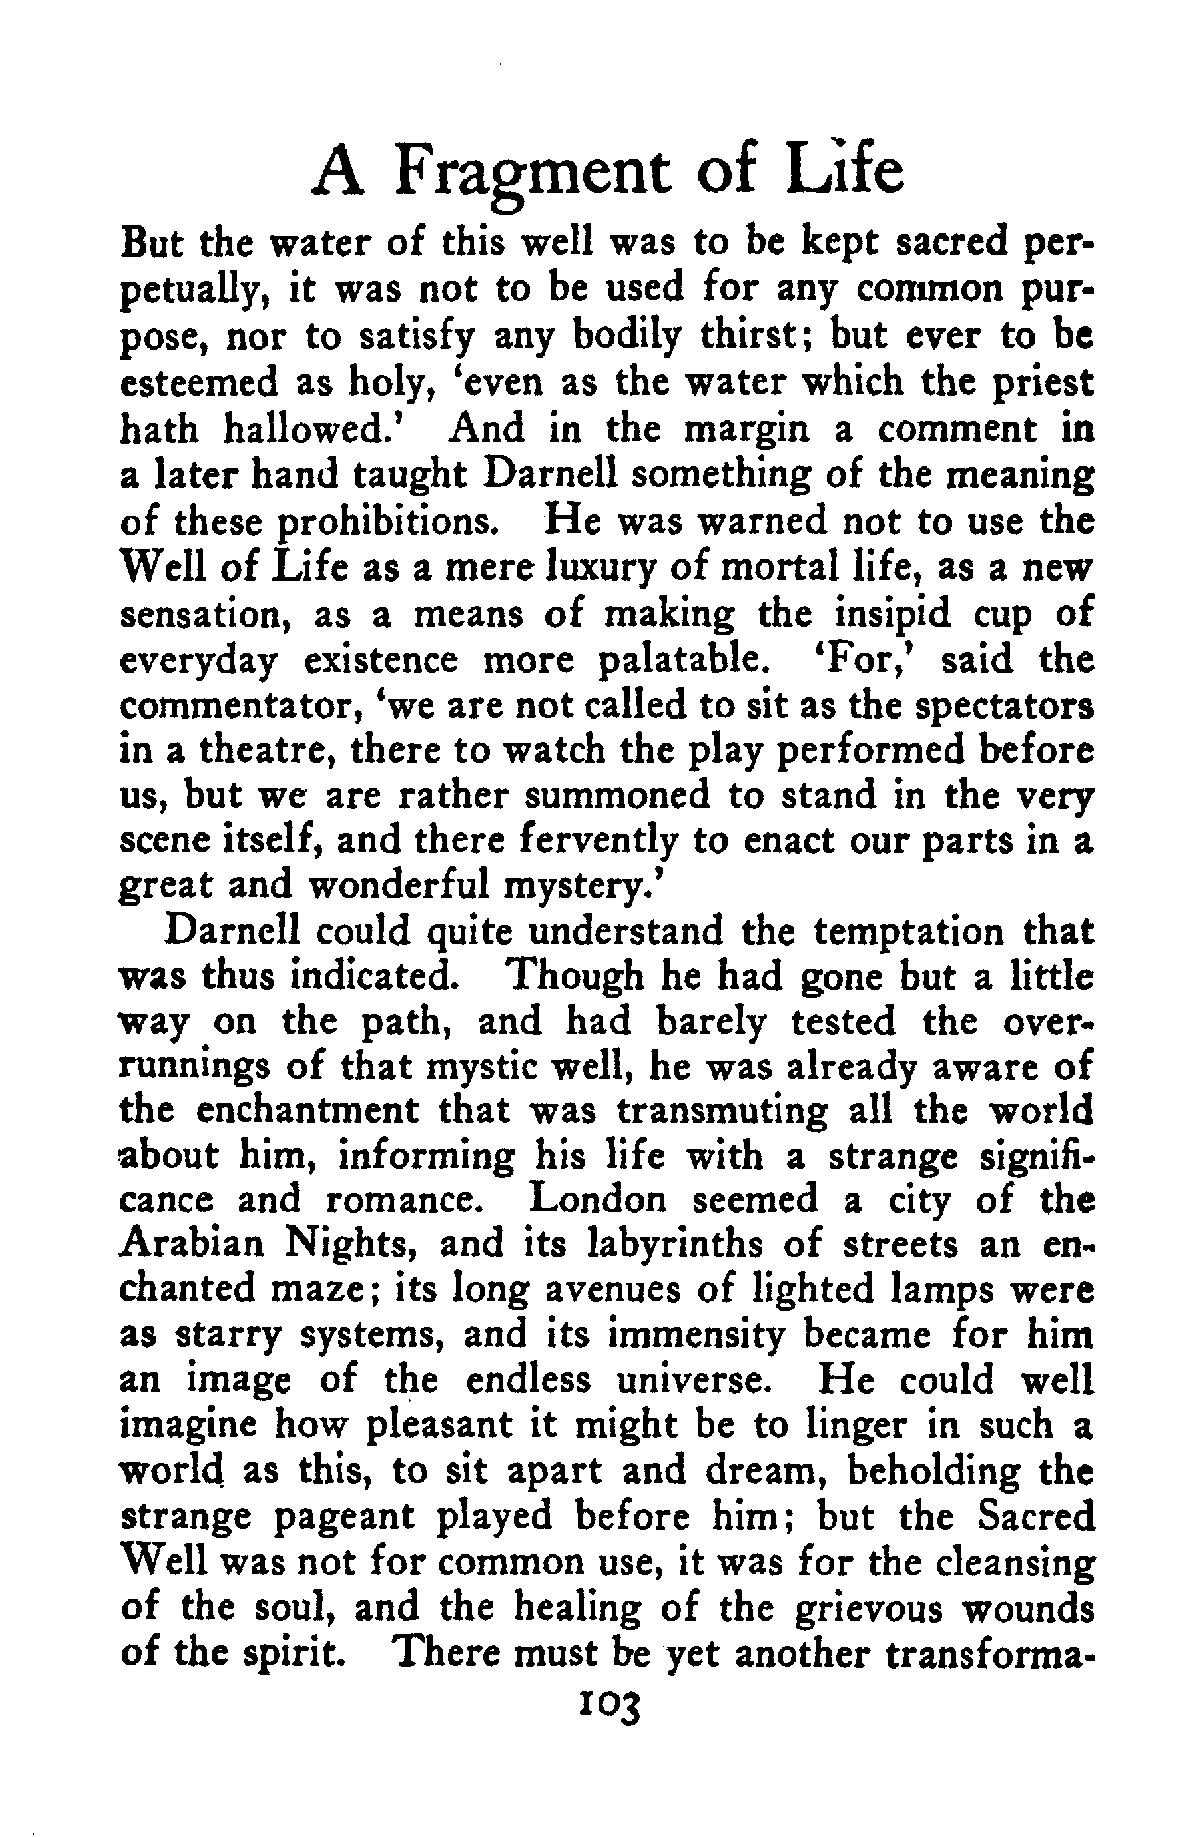 A Fragment of Life
But the water of this well was to be kept sacred per-
petually, it was not to be used for any common pur-
pose, nor to satisfy any bodily thirst; but ever to be
esteemed as holy, ‘even as the water which the priest
hath hallowed.’ And in the margin a comment in
a later hand taught Darnell something of the meaning
of these prohibitions. He was warned not to use the
Well of Life as a mere luxury of mortal life, as a new
sensation, as a means of making the insipid cup of
everyday existence more palatable. ‘For,’ said the
commentator, ‘we are not called to sit as the spectators
in a theatre, there to watch the play performed before
us, but we are rather summoned to stand in the very
scene itself, and there fervently to enact our parts in a
great and wonderful mystery.’
Darnell could quite understand the temptation that
was thus indicated. Though he had gone but a little
way on the path, and had barely tested the over-
runnings of that mystic well, he was already aware of
the enchantment that was transmuting all the world
about him, informing his life with a strange signifi-
cance and romance. London seemed a city of the
Arabian Nights, and its labyrinths of streets an en-
chanted maze; its long avenues of lighted lamps were
as starry systems, and its immensity became for him
an image of the endless universe. He could well
imagine how pleasant it might be to linger in such a
world as this, to sit apart and dream, beholding the
strange pageant played before him; but the Sacred
Well was not for common use, it was for the cleansing
of the soul, and the healing of the grievous wounds
of the spirit. There must be yet another transforma-
103